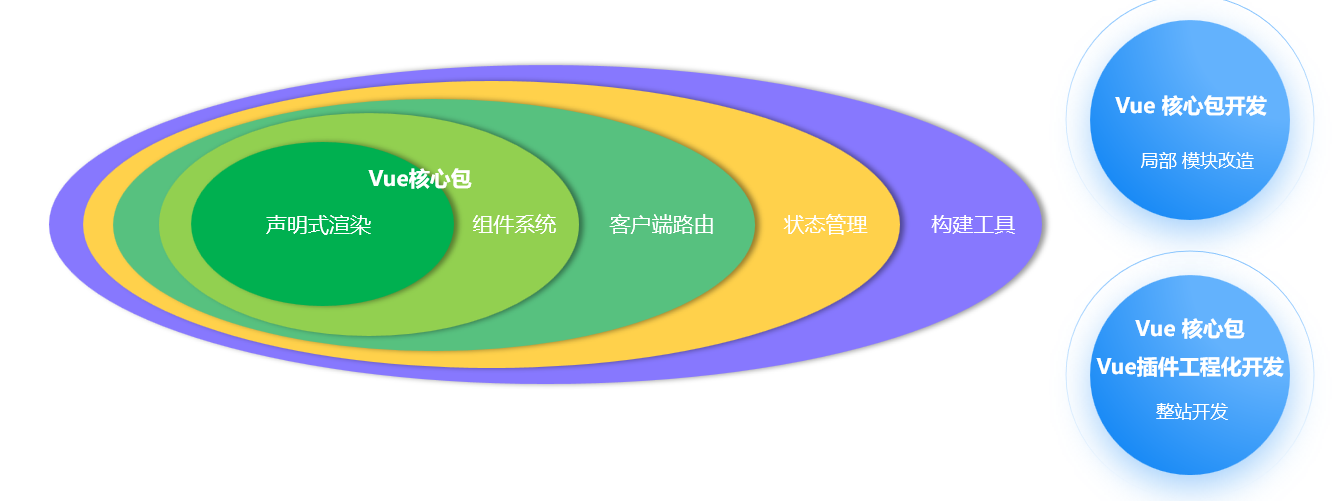 Vue核心包
声明式渲染
组件系统
客户端路由
状态管理
构建工具
Vue 核心包开发
局部 模块改造
Vue 核心包
Vue插件工程化开发
整站开发